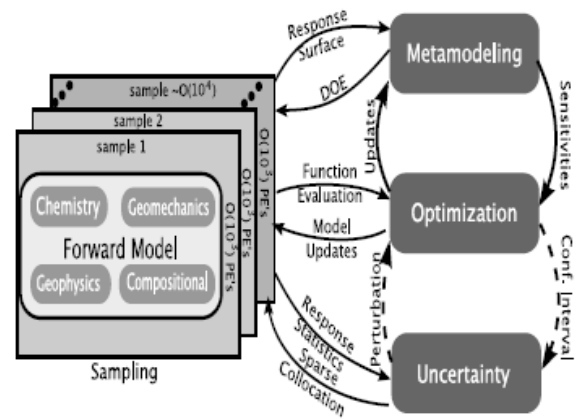 sample ~O(10⁴)
sample 2
sample 1
O(10³) PE's
O(10³) PE's
O(10³) PE's
Chemistry
Geomechanics
Forward Model
Geophysics
Compositional
Sampling
Response
Surface
DOE
Function
Evaluation
Model
Updates
Response
Statistics
Sparse
Collocation
Metamodeling
Updates
Sensitivities
Optimization
Perturbation
Conf. Interval
Uncertainty